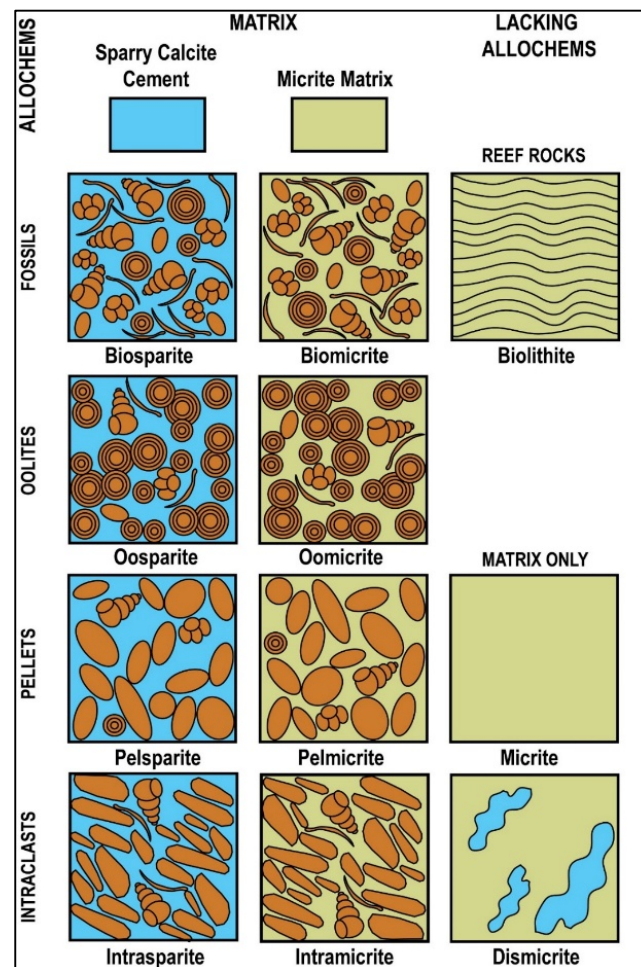 MATRIX
LACKING
ALLOCHEMS
ALLOCHEMS
Sparry Calcite
Cement
Micrite Matrix
REEF ROCKS
FOSSILS
Biosparite
Biomicrite
Biolithite
OOLITES
Oosparite
Oomicrite
MATRIX ONLY
PELLETS
Pelsparite
Pelmicrite
Micrite
INTRACLASTS
Intrasparite
Intramicrite
Dismicrite